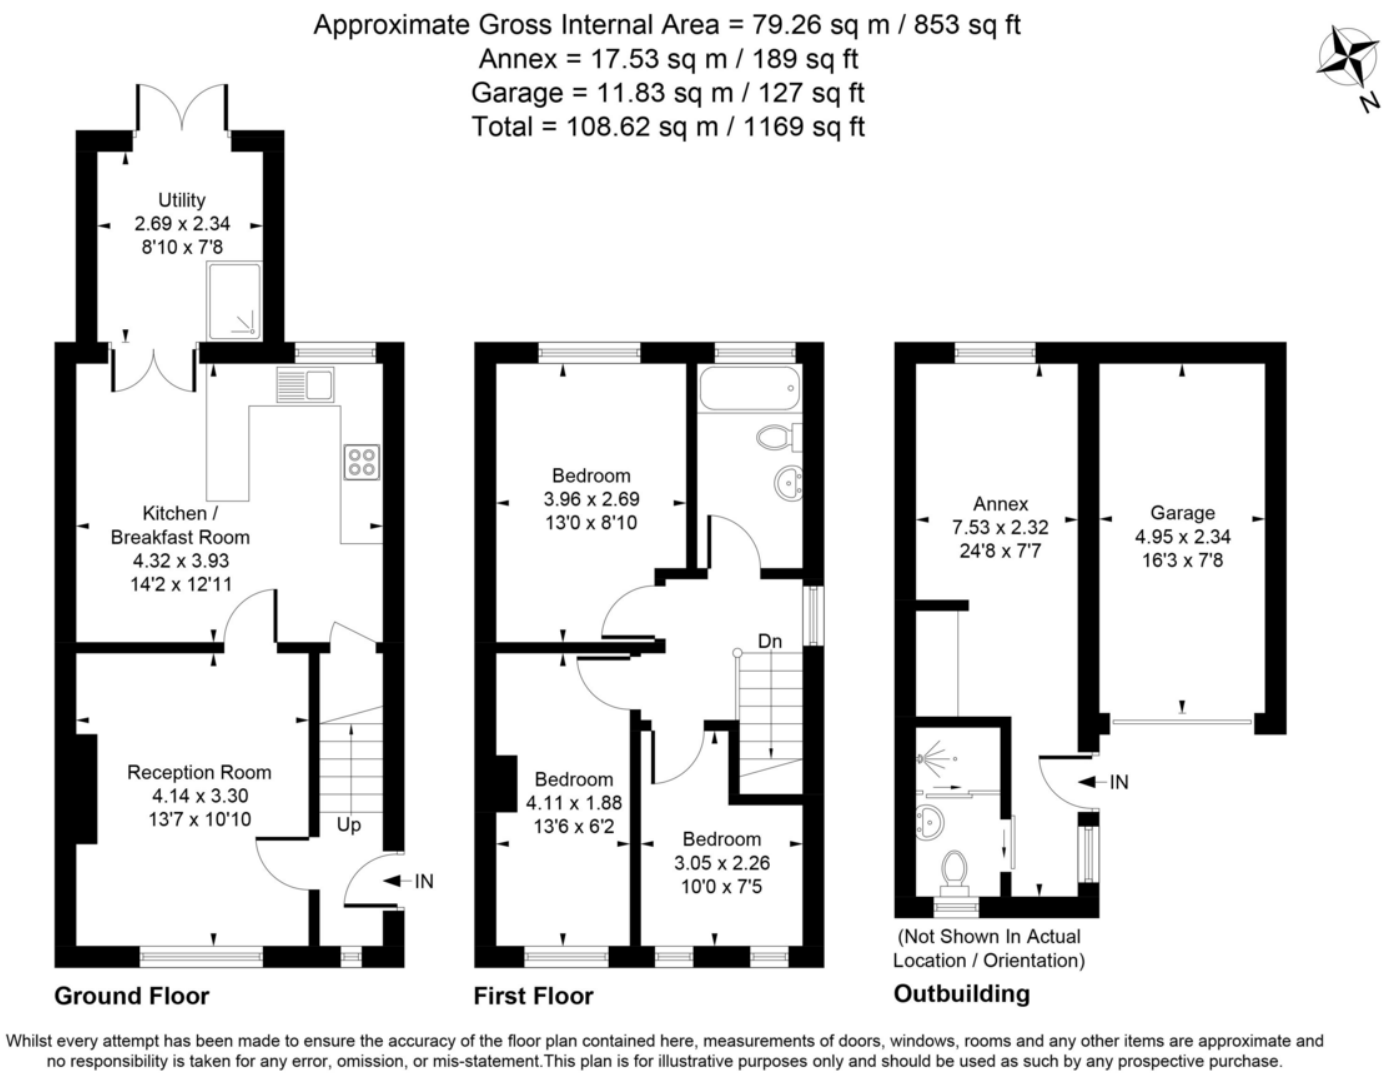 Approximate Gross Internal Area = 79.26 sq m / 853 sq ft
Annex = 17.53 sq m / 189 sq ft
Garage = 11.83 sq m / 127 sq ft
Total = 108.62 sq m / 1169 sq ft
N
Utility
2.69 x 2.34
8'10 x 7'8
Kitchen /
Breakfast Room
4.32 x 3.93
14'2 x 12'11
Reception Room
4.14 x 3.30
13'7 x 10'10
Up
IN
Ground Floor
Bedroom
3.96 x 2.69
13'0 x 8'10
Dn
Bedroom
4.11 x 1.88
13'6 x 6'2
Bedroom
3.05 x 2.26
10'0 x 7'5
First Floor
Annex
7.53 x 2.32
24'8 x 7'7
Garage
4.95 x 2.34
16'3 x 7'8
IN
(Not Shown In Actual
Location / Orientation)
Outbuilding
Whilst every attempt has been made to ensure the accuracy of the floor plan contained here, measurements of doors, windows, rooms and any other items are approximate and
no responsibility is taken for any error, omission, or mis-statement.This plan is for illustrative purposes only and should be used as such by any prospective purchase.